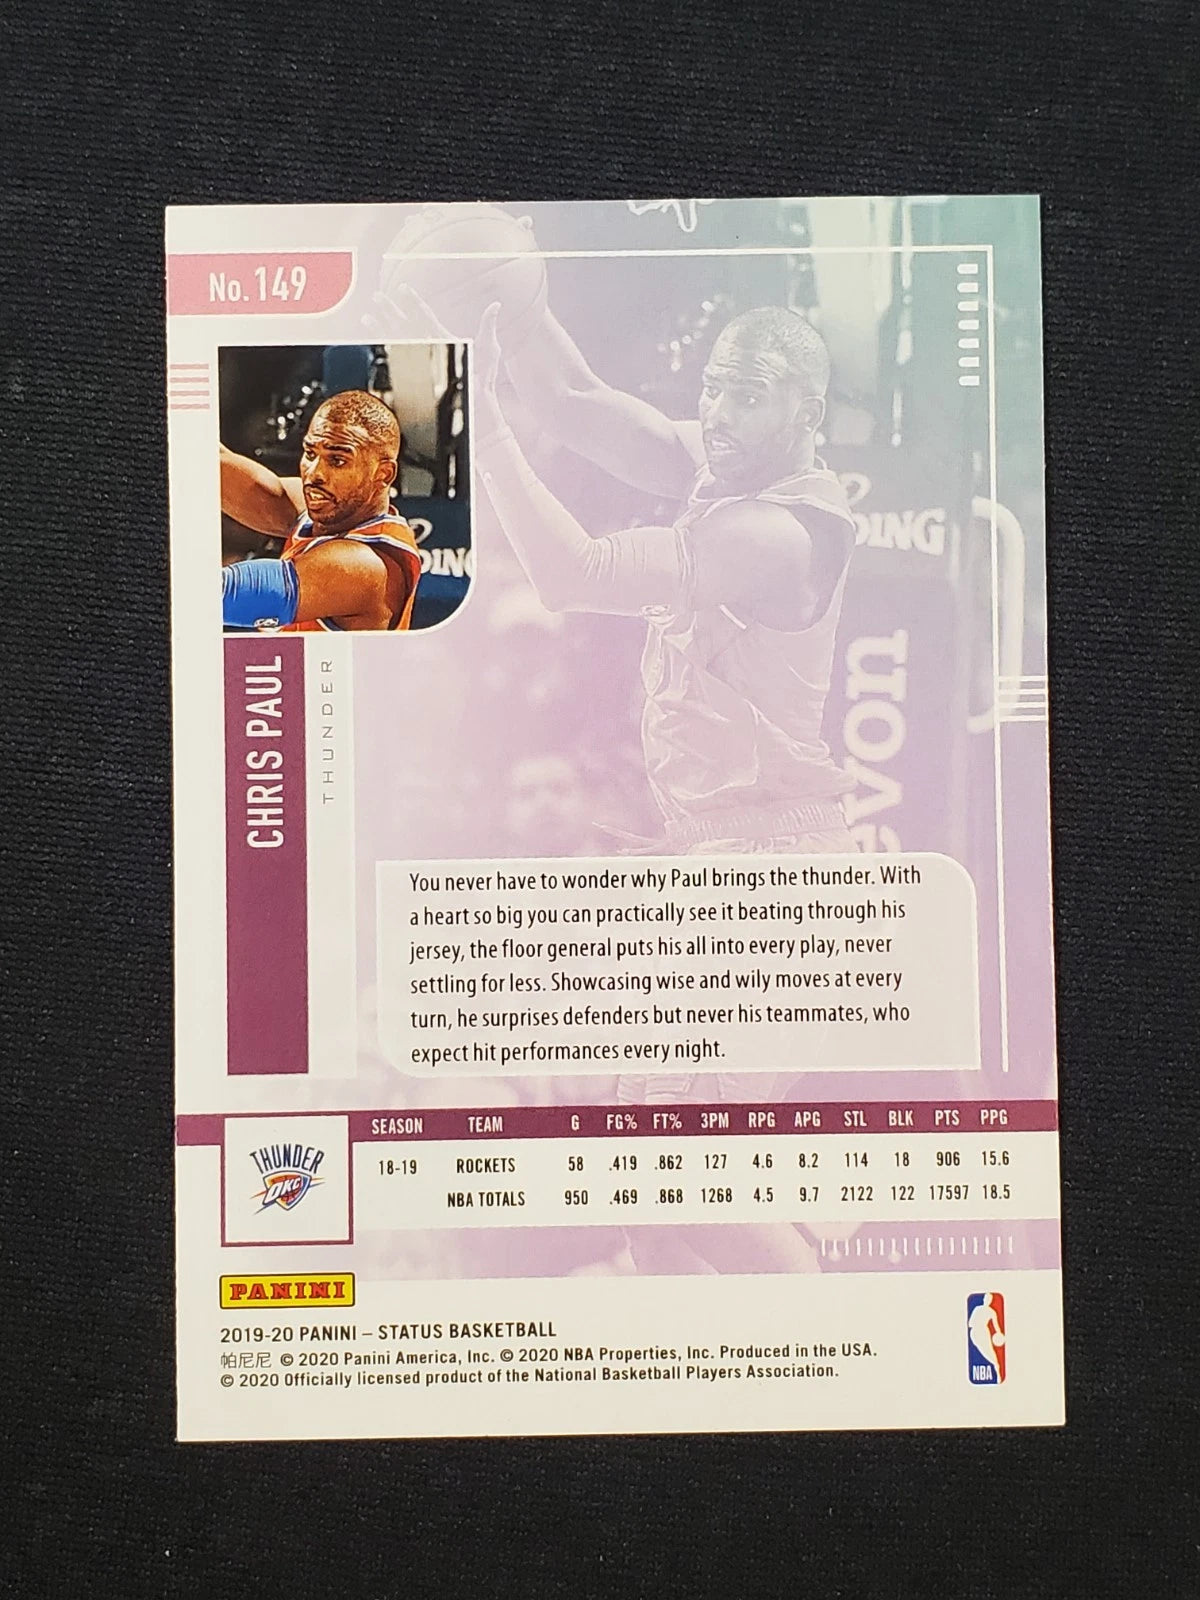 No. 149
DING
DING
evon
CHRIS PAUL
THUNDER
You never have to wonder why Paul brings the thunder. With
a heart so big you can practically see it beating through his
jersey, the floor general puts his all into every play, never
settling for less. Showcasing wise and wily moves at every
turn, he surprises defenders but never his teammates, who
expect hit performances every night.
SEASON TEAM G FG% FT% 3PM RPG APG STL BLK PTS PPG
18-19 ROCKETS 58 .419 .862 127 4.6 8.2 114 18 906 15.6
NBA TOTALS 950 .469 .868 1268 4.5 9.7 2122 122 17597 18.5
THUNDER
OKC
PANINI
2019-20 PANINI – STATUS BASKETBALL
帕尼尼 © 2020 Panini America, Inc. © 2020 NBA Properties, Inc. Produced in the USA.
© 2020 Officially licensed product of the National Basketball Players Association.
NBA